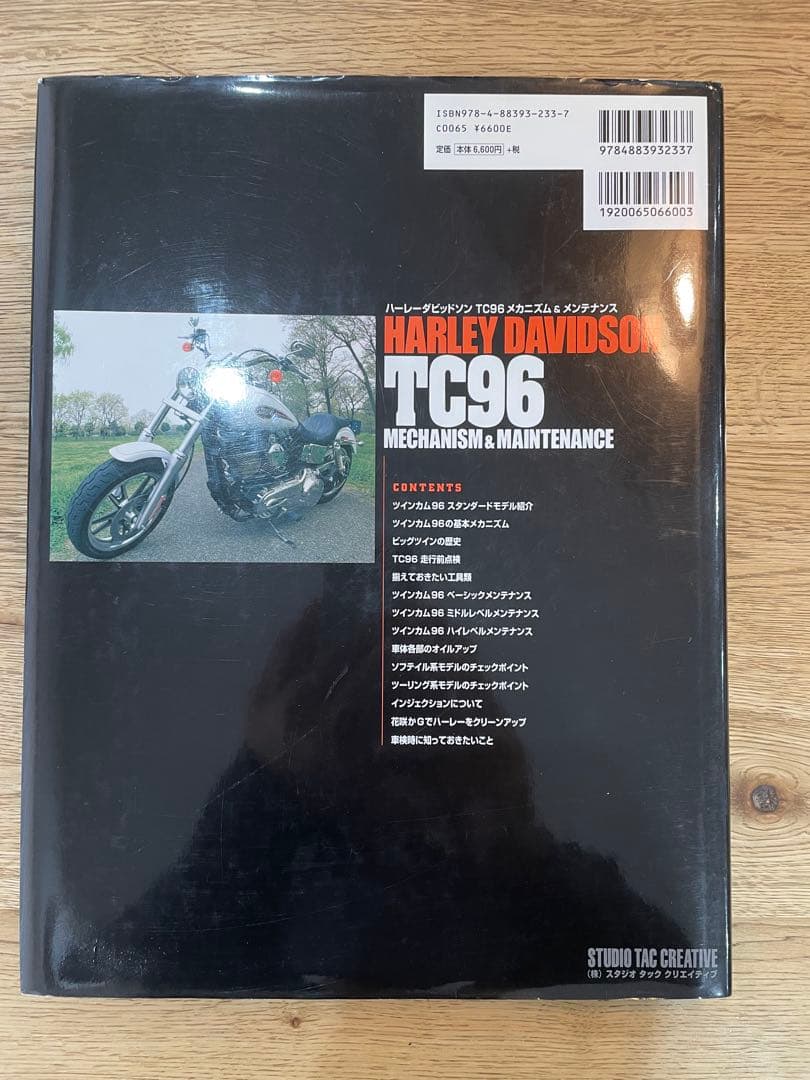 ISBN978-4-88393-233-7
C0065 ¥6600E
定価 本体 6,600円 +税
9784883932337
1920065066003
ハーレーダビッドソン TC96 メカニズム & メンテナンス
HARLEY DAVIDSON
TC96
MECHANISM & MAINTENANCE
CONTENTS
ツインカム96 スタンダードモデル紹介
ツインカム96の基本メカニズム
ビッグツインの歴史
TC96 走行前点検
揃えておきたい工具類
ツインカム96 ベーシックメンテナンス
ツインカム96 ミドルレベルメンテナンス
ツインカム96 ハイレベルメンテナンス
車体各部のオイルアップ
ソフテイル系モデルのチェックポイント
ツーリング系モデルのチェックポイント
インジェクションについて
花咲かGでハーレーをクリーンアップ
車検時に知っておきたいこと
STUDIO TAC CREATIVE
(株) スタジオ タック クリエイティブ